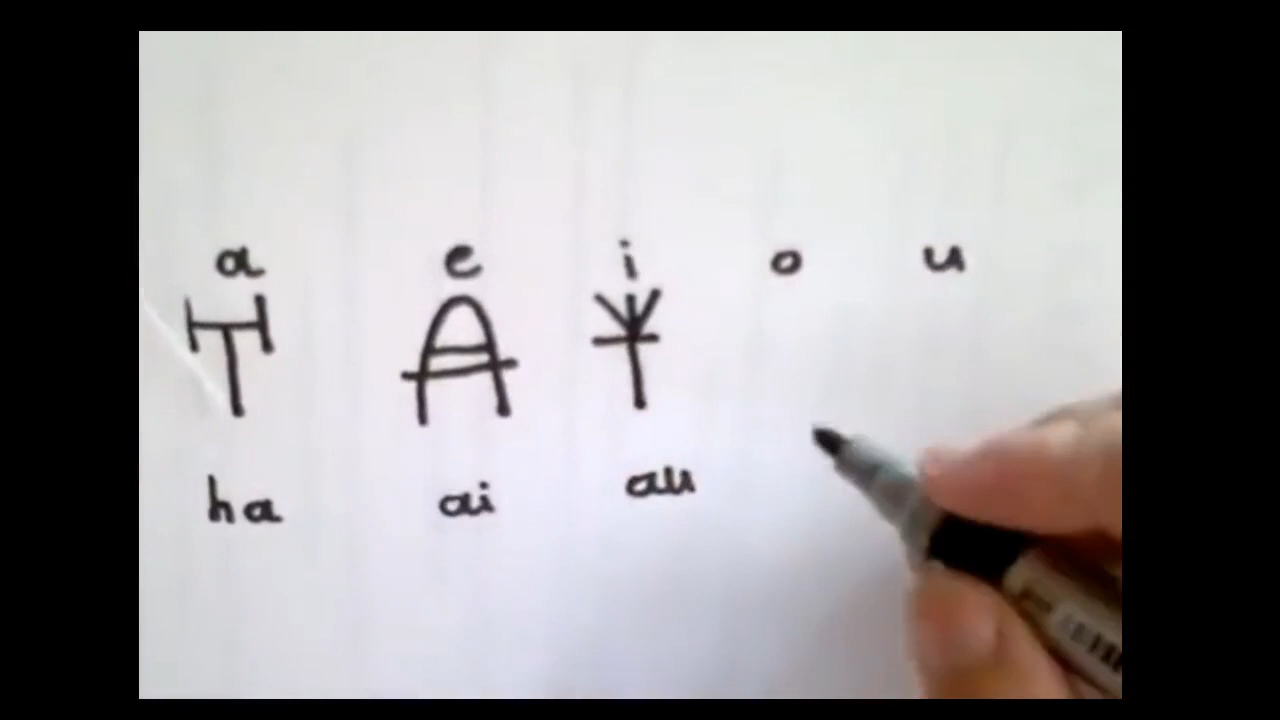 a e i o u
𐀀 𐀁 𐀂
ha ai au